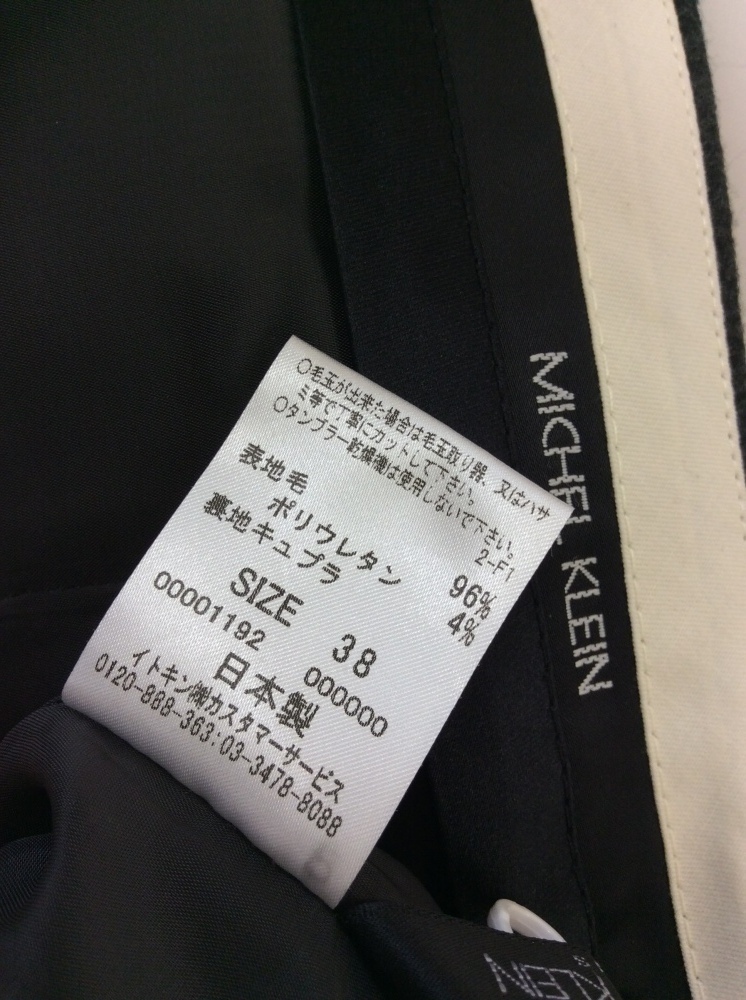 ○毛玉が出来た場合は毛玉取り器、又はハサ
ミ等で丁寧にカットして下さい。
○タンブラー乾燥機は使用しないで下さい。
2-F1
表地毛 96%
ポリウレタン 4%
裏地キュプラ
SIZE 38
00001192 000000
日本製
イトキン㈱カスタマーサービス
0120-888-363:03-3478-8088
MICHEL KLEIN